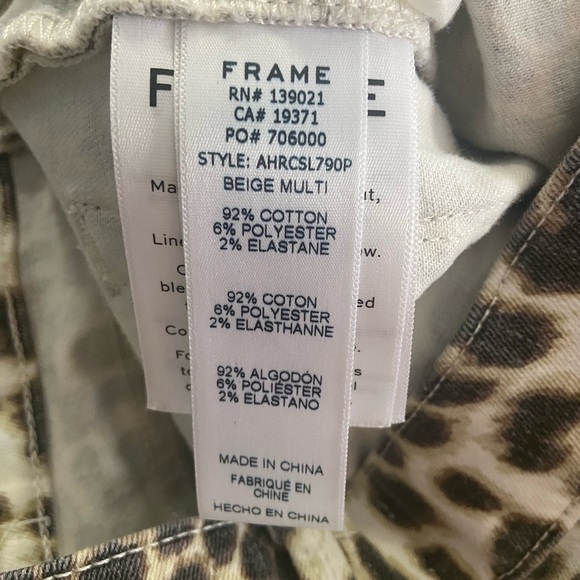 FRAME
RN# 139021
CA# 19371
PO# 706000
STYLE: AHRCSL790P
BEIGE MULTI
92% COTTON
6% POLYESTER
2% ELASTANE
92% COTON
6% POLYESTER
2% ELASTHANNE
92% ALGODÓN
6% POLIÉSTER
2% ELASTANO
MADE IN CHINA
FABRIQUÉ EN
CHINE
HECHO EN CHINA